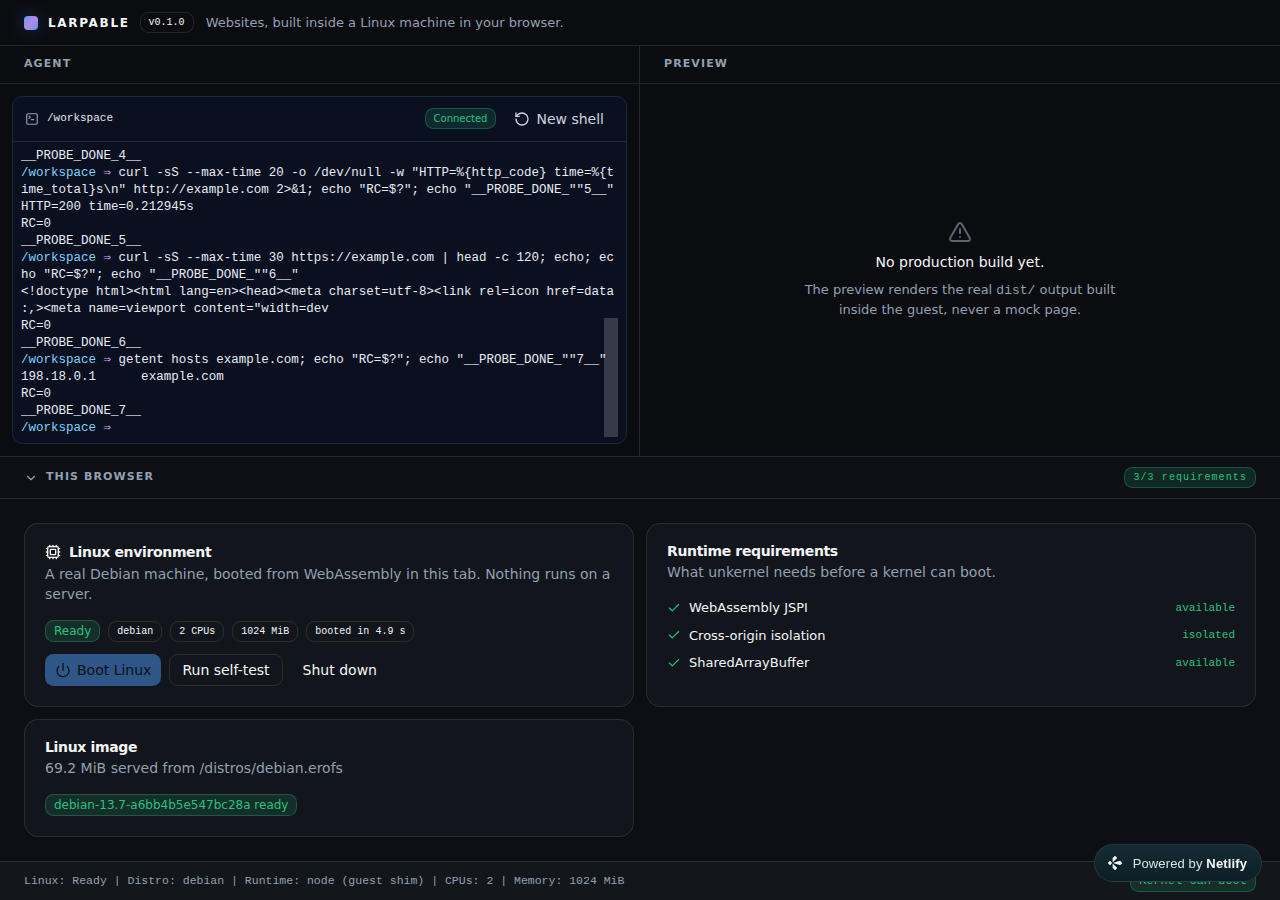 LARPABLE v0.1.0 Websites, built inside a Linux machine in your browser.
AGENT
/workspace Connected New shell
__PROBE_DONE_4__
/workspace ⇒ curl -sS --max-time 20 -o /dev/null -w "HTTP=%{http_code} time=%{t
ime_total}s\n" http://example.com 2>&1; echo "RC=$?"; echo "__PROBE_DONE_""5__"
HTTP=200 time=0.212945s
RC=0
__PROBE_DONE_5__
/workspace ⇒ curl -sS --max-time 30 https://example.com | head -c 120; echo; ec
ho "RC=$?"; echo "__PROBE_DONE_""6__"
<!doctype html><html lang=en><head><meta charset=utf-8><link rel=icon href=data
:,><meta name=viewport content="width=dev
RC=0
__PROBE_DONE_6__
/workspace ⇒ getent hosts example.com; echo "RC=$?"; echo "__PROBE_DONE_""7__"
198.18.0.1      example.com
RC=0
__PROBE_DONE_7__
/workspace ⇒
PREVIEW
No production build yet.
The preview renders the real dist/ output built
inside the guest, never a mock page.
THIS BROWSER 3/3 requirements
Linux environment
A real Debian machine, booted from WebAssembly in this tab. Nothing runs on a
server.
Ready debian 2 CPUs 1024 MiB booted in 4.9 s
Boot Linux Run self-test Shut down
Runtime requirements
What unkernel needs before a kernel can boot.
WebAssembly JSPI available
Cross-origin isolation isolated
SharedArrayBuffer available
Linux image
69.2 MiB served from /distros/debian.erofs
debian-13.7-a6bb4b5e547bc28a ready
Powered by Netlify
Linux: Ready | Distro: debian | Runtime: node (guest shim) | CPUs: 2 | Memory: 1024 MiB